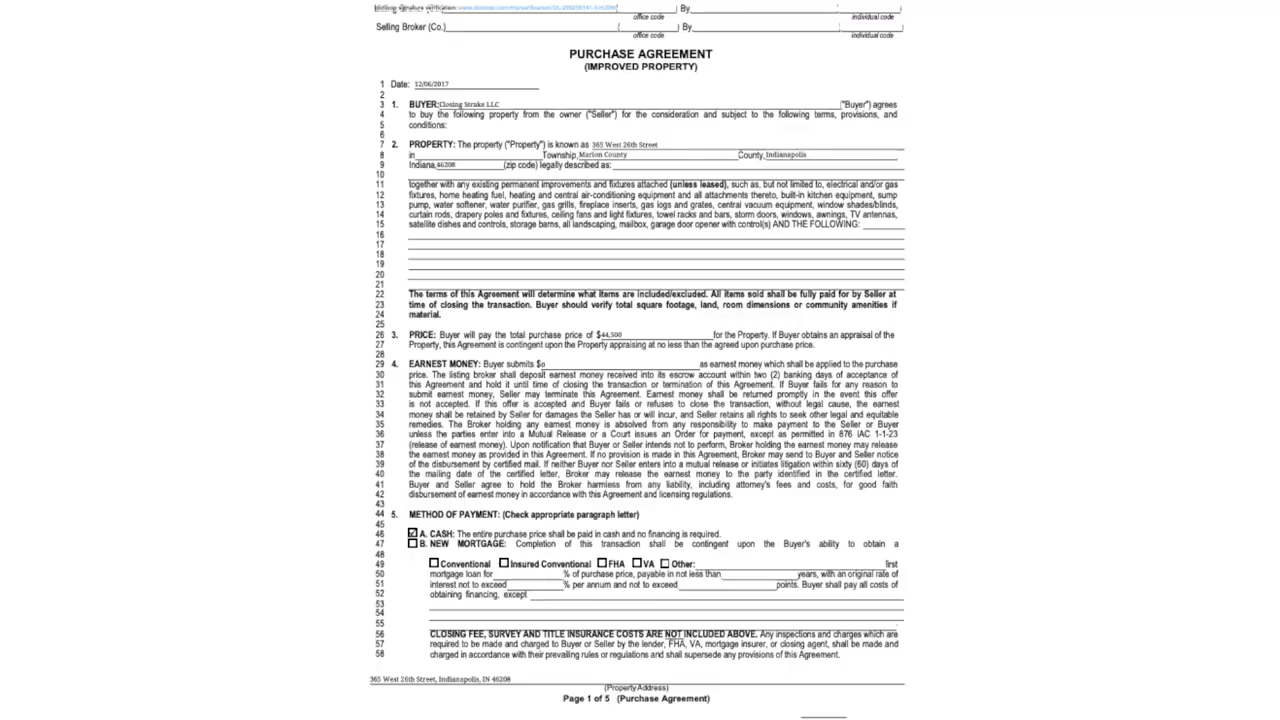 office code
individual code
Selling Broker (Co.) ( ) By ( )
office code individual code
PURCHASE AGREEMENT
(IMPROVED PROPERTY)
1 Date: 12/06/2017
2
3 1. BUYER: Closing Strake LLC ("Buyer") agrees
4 to buy the following property from the owner ("Seller") for the consideration and subject to the following terms, provisions, and
5 conditions:
6
7 2. PROPERTY: The property ("Property") is known as 365 West 26th Street
8 in Township, Marion County County, Indianapolis
9 Indiana, 46208 (zip code) legally described as:
10
11 together with any existing permanent improvements and fixtures attached (unless leased), such as, but not limited to, electrical and/or gas
12 fixtures, home heating fuel, heating and central air-conditioning equipment and all attachments thereto, built-in kitchen equipment, sump
13 pump, water softener, water purifier, gas grills, fireplace inserts, gas logs and grates, central vacuum equipment, window shades/blinds,
14 curtain rods, drapery poles and fixtures, ceiling fans and light fixtures, towel racks and bars, storm doors, windows, awnings, TV antennas,
15 satellite dishes and controls, storage barns, all landscaping, mailbox, garage door opener with control(s) AND THE FOLLOWING:
16
17
18
19
20
21
22 The terms of this Agreement will determine what items are included/excluded. All items sold shall be fully paid for by Seller at
23 time of closing the transaction. Buyer should verify total square footage, land, room dimensions or community amenities if
24 material.
25
26 3. PRICE: Buyer will pay the total purchase price of $44,500 for the Property. If Buyer obtains an appraisal of the
27 Property, this Agreement is contingent upon the Property appraising at no less than the agreed upon purchase price.
28
29 4. EARNEST MONEY: Buyer submits $0 as earnest money which shall be applied to the purchase
30 price. The listing broker shall deposit earnest money received into its escrow account within two (2) banking days of acceptance of
31 this Agreement and hold it until time of closing the transaction or termination of this Agreement. If Buyer fails for any reason to
32 submit earnest money, Seller may terminate this Agreement. Earnest money shall be returned promptly in the event this offer
33 is not accepted. If this offer is accepted and Buyer fails or refuses to close the transaction, without legal cause, the earnest
34 money shall be retained by Seller for damages the Seller has or will incur, and Seller retains all rights to seek other legal and equitable
35 remedies. The Broker holding any earnest money is absolved from any responsibility to make payment to the Seller or Buyer
36 unless the parties enter into a Mutual Release or a Court issues an Order for payment, except as permitted in 876 IAC 1-1-23
37 (release of earnest money). Upon notification that Buyer or Seller intends not to perform, Broker holding the earnest money may release
38 the earnest money as provided in this Agreement. If no provision is made in this Agreement, Broker may send to Buyer and Seller notice
39 of the disbursement by certified mail. If neither Buyer nor Seller enters into a mutual release or initiates litigation within sixty (60) days of
40 the mailing date of the certified letter, Broker may release the earnest money to the party identified in the certified letter.
41 Buyer and Seller agree to hold the Broker harmless from any liability, including attorney's fees and costs, for good faith
42 disbursement of earnest money in accordance with this Agreement and licensing regulations.
43
44 5. METHOD OF PAYMENT: (Check appropriate paragraph letter)
45
46 A. CASH: The entire purchase price shall be paid in cash and no financing is required.
47 B. NEW MORTGAGE: Completion of this transaction shall be contingent upon the Buyer's ability to obtain a
48
49 Conventional Insured Conventional FHA VA Other: first
50 mortgage loan for % of purchase price, payable in not less than years, with an original rate of
51 interest not to exceed % per annum and not to exceed points. Buyer shall pay all costs of
52 obtaining financing, except
53
54
55
56 CLOSING FEE, SURVEY AND TITLE INSURANCE COSTS ARE NOT INCLUDED ABOVE. Any inspections and charges which are
57 required to be made and charged to Buyer or Seller by the lender, FHA, VA, mortgage insurer, or closing agent, shall be made and
58 charged in accordance with their prevailing rules or regulations and shall supersede any provisions of this Agreement.
365 West 26th Street, Indianapolis, IN 46208
(Property Address)
Page 1 of 5 (Purchase Agreement)